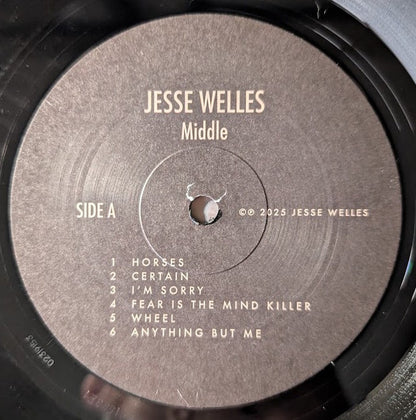 JESSE WELLES
Middle
SIDE A
©℗ 2025 JESSE WELLES
1 HORSES
2 CERTAIN
3 I'M SORRY
4 FEAR IS THE MIND KILLER
5 WHEEL
6 ANYTHING BUT ME